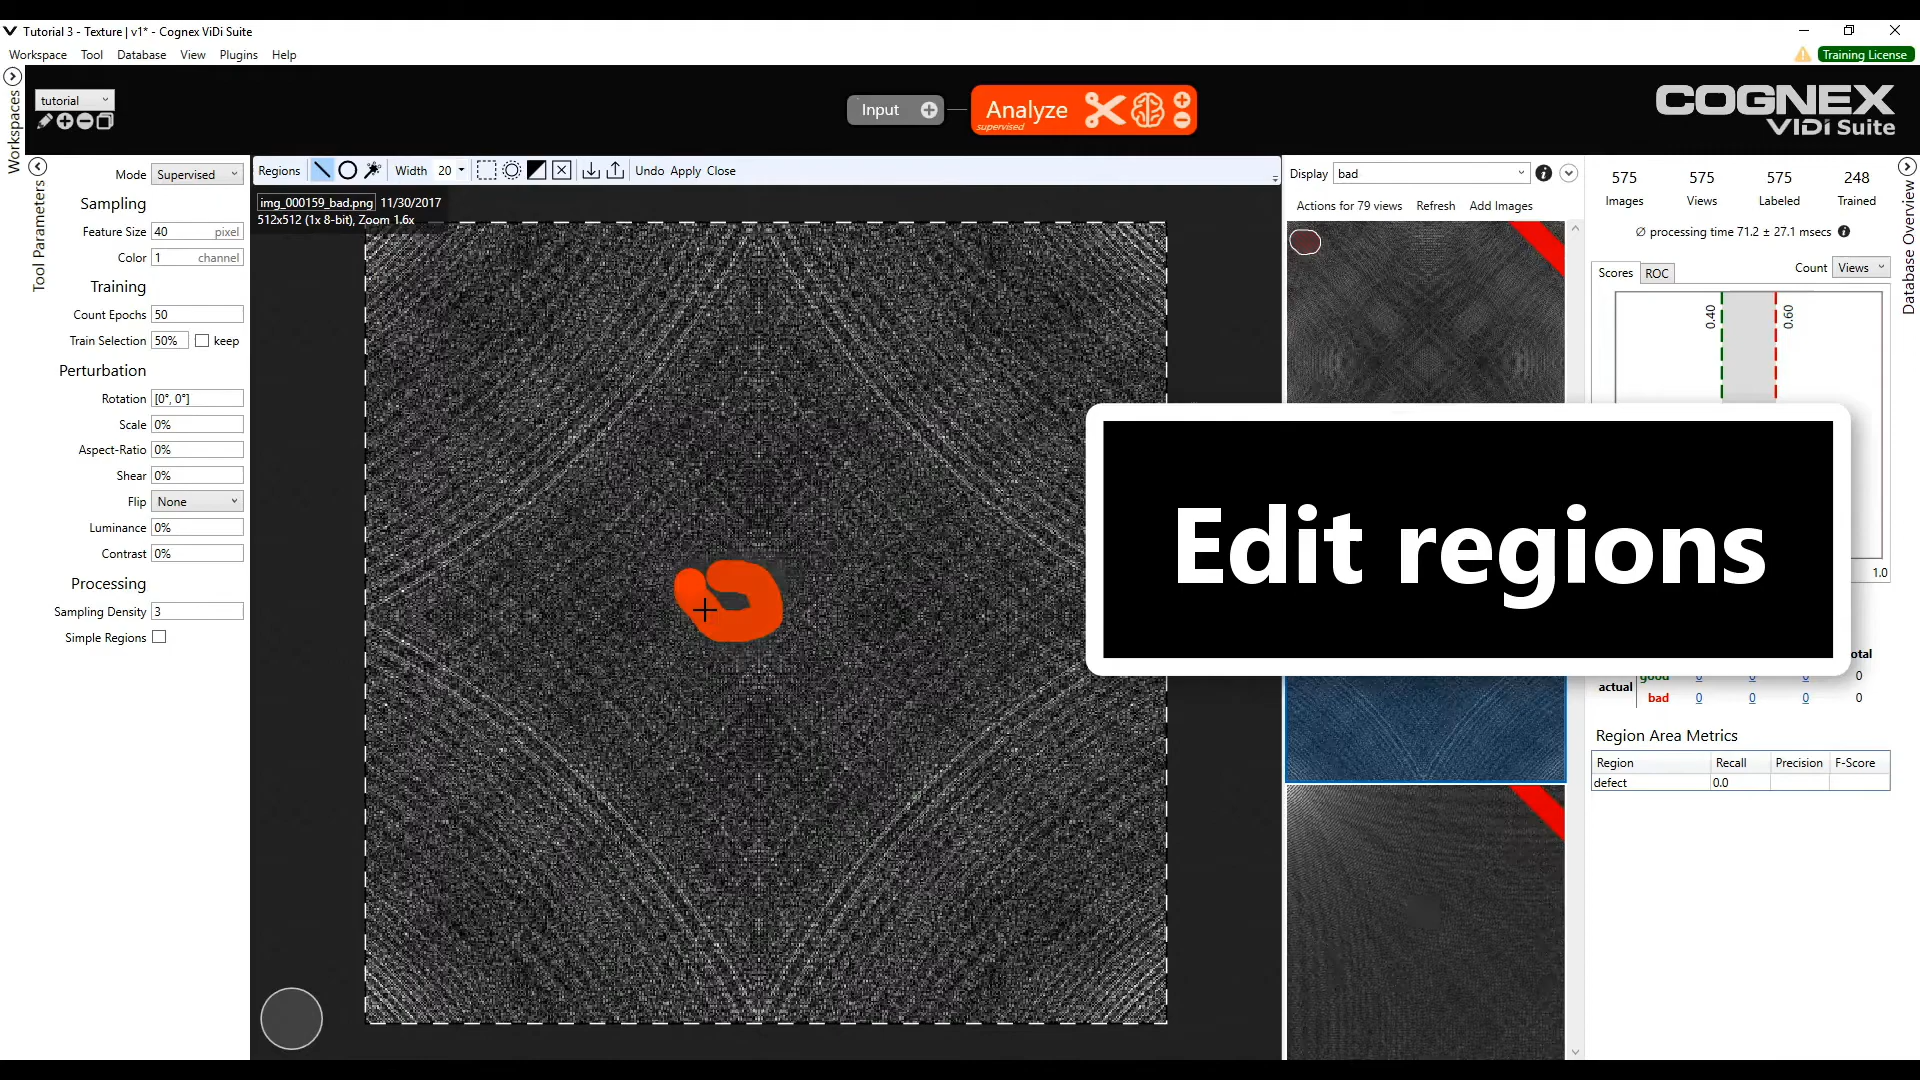 Tutorial 3 - Texture | v1* - Cognex ViDi Suite
Workspace Tool Database View Plugins Help
Training License
Workspaces
tutorial
Input
Analyze
supervised
COGNEX
ViDi Suite
Tool Parameters
Mode Supervised
Sampling
Feature Size 40 pixel
Color 1 channel
Training
Count Epochs 50
Train Selection 50% keep
Perturbation
Rotation [0°, 0°]
Scale 0%
Aspect-Ratio 0%
Shear 0%
Flip None
Luminance 0%
Contrast 0%
Processing
Sampling Density 3
Simple Regions
Regions Width 20 Undo Apply Close
img_000159_bad.png 11/30/2017
512x512 (1x 8-bit), Zoom 1.6x
Display bad
Actions for 79 views Refresh Add Images
575 575 575 248
Images Views Labeled Trained
∅ processing time 71.2 ± 27.1 msecs
Scores ROC Count Views
0.40 0.60
1.0
Database Overview
Edit regions
good 0 0 0 0
actual
bad 0 0 0 0
Region Area Metrics
Region Recall Precision F-Score
defect 0.0